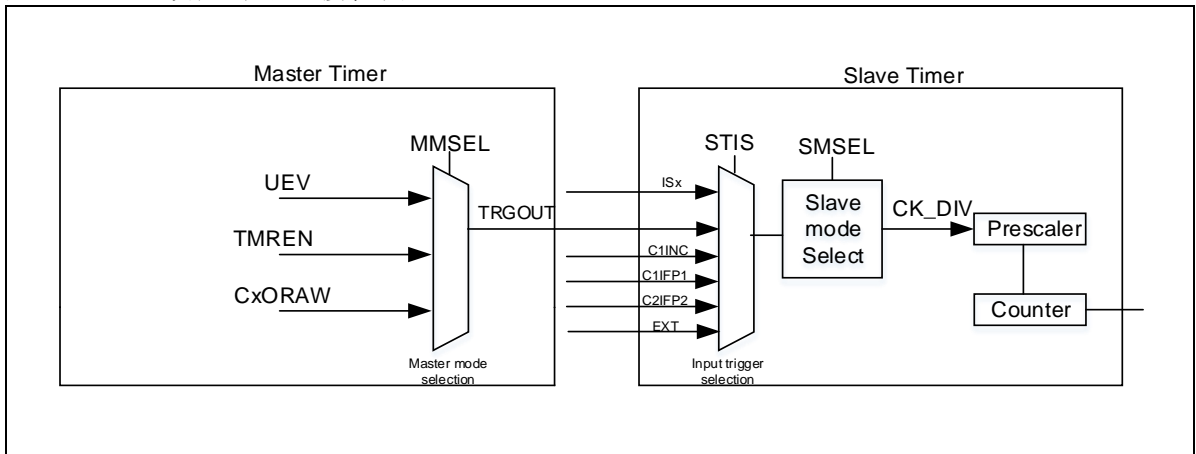 Master Timer
Slave Timer
MMSEL
STIS
SMSEL
UEV
ISx
Slave
mode
Select
CK_DIV
TRGOUT
Prescaler
TMREN
C1INC
C1IFP1
CxORAW
C2IFP2
Counter
EXT
Master mode
selection
Input trigger
selection